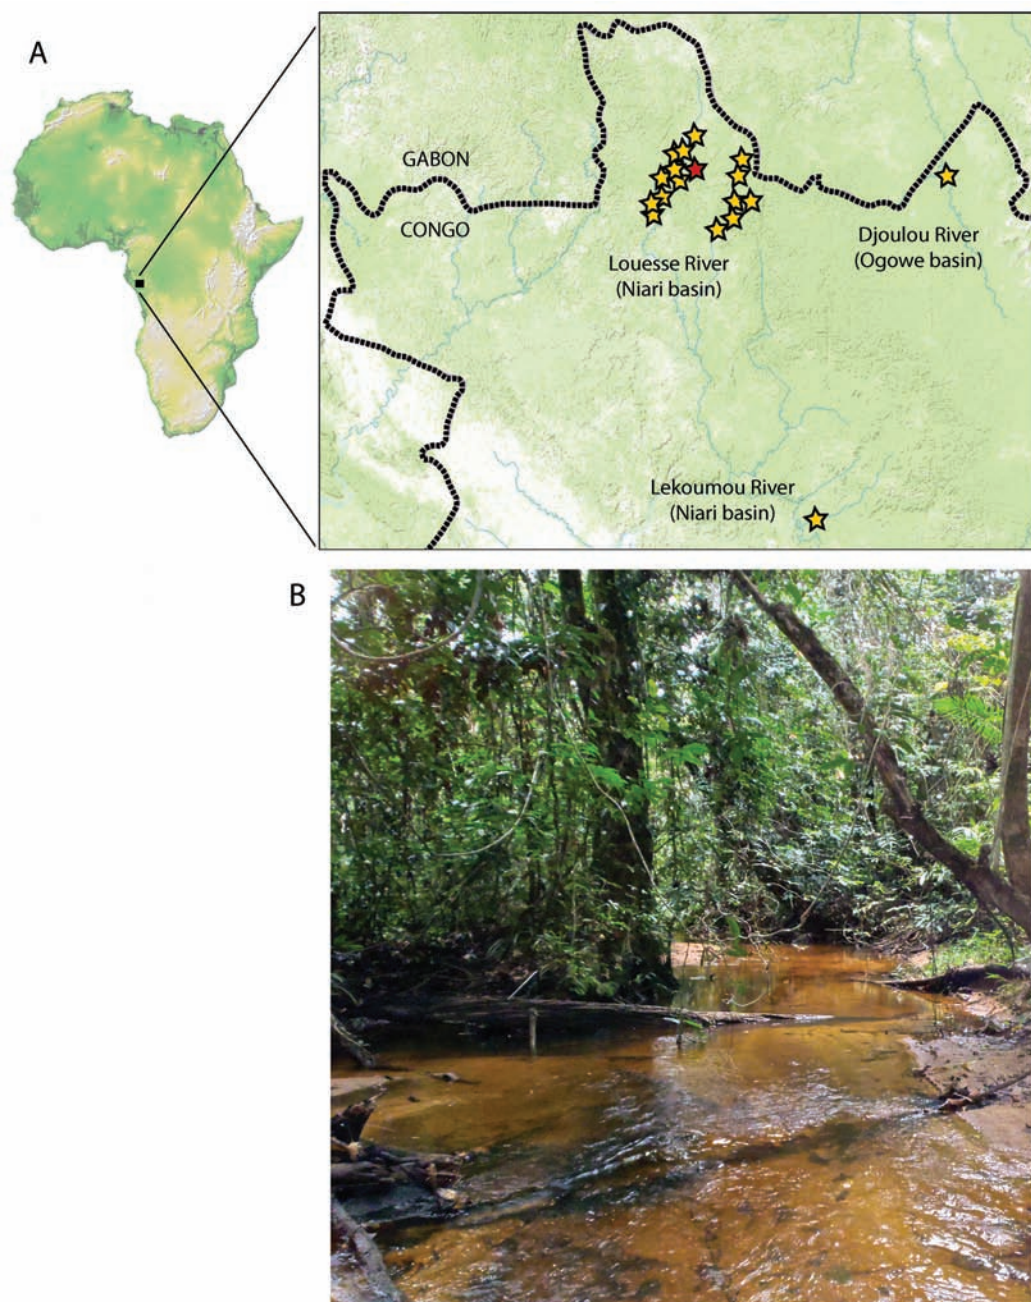 A
GABON
CONGO
Louesse River
(Niari basin)
Djoulou River
(Ogowe basin)
Lekoumou River
(Niari basin)
B